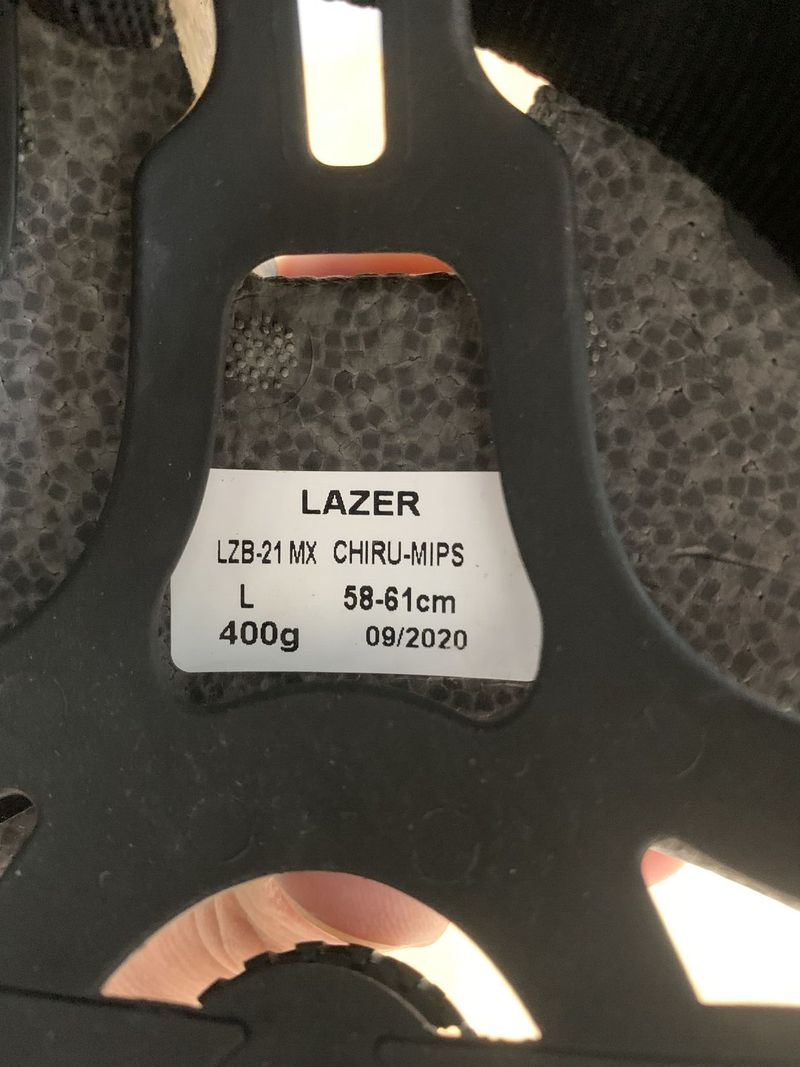 LAZER
LZB-21 MX CHIRU-MIPS
L 58-61cm
400g 09/2020